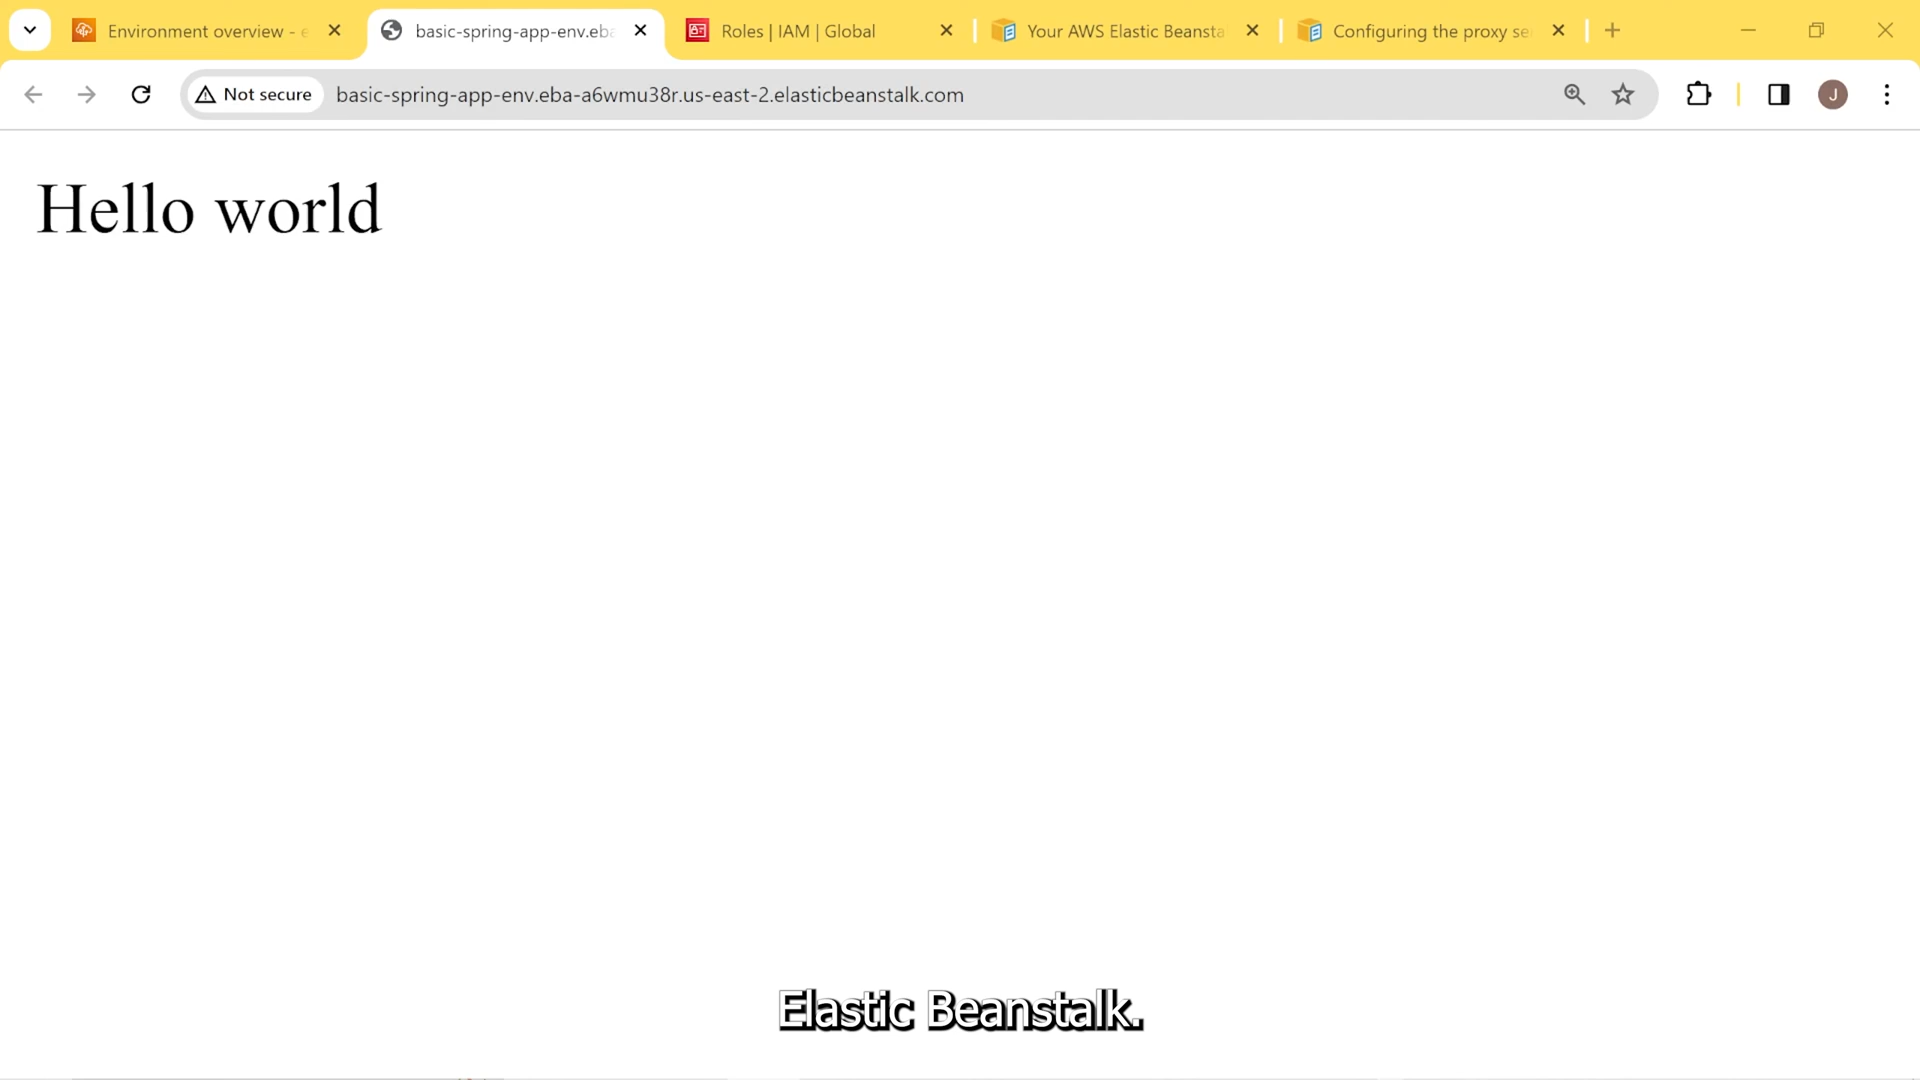 Environment overview - e
basic-spring-app-env.eba
Roles | IAM | Global
Your AWS Elastic Beansta
Configuring the proxy se
Not secure
basic-spring-app-env.eba-a6wmu38r.us-east-2.elasticbeanstalk.com
J
Hello world
Elastic Beanstalk.